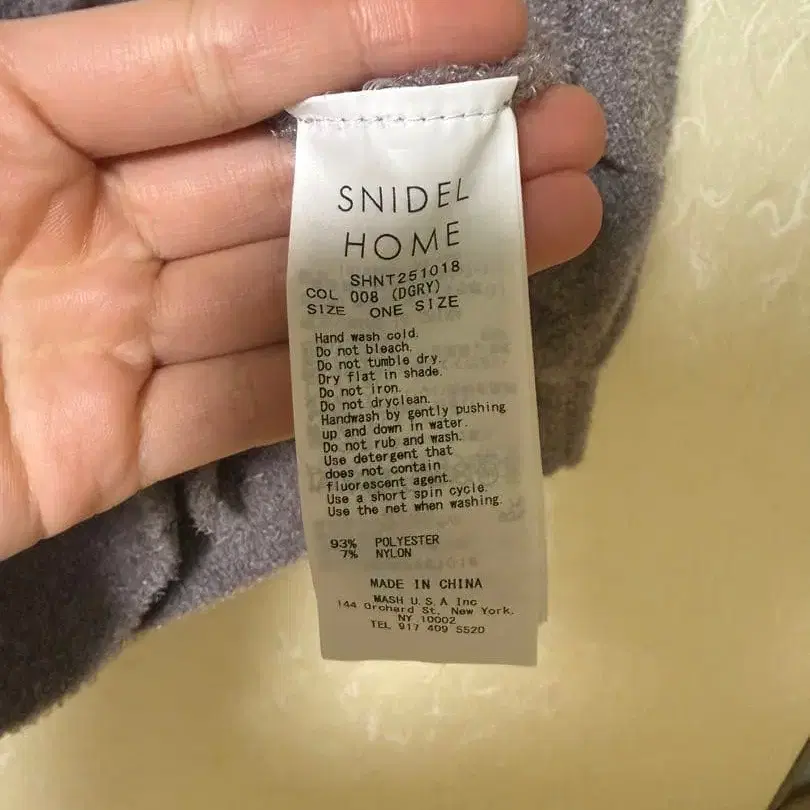 SNIDEL
HOME
SHNT251018
COL 008 (DGRY)
SIZE ONE SIZE
Hand wash cold.
Do not bleach.
Do not tumble dry.
Dry flat in shade.
Do not iron.
Do not dryclean.
Handwash by gently pushing
up and down in water.
Do not rub and wash.
Use detergent that
does not contain
fluorescent agent.
Use a short spin cycle.
Use the net when washing.
93% POLYESTER
7% NYLON
MADE IN CHINA
MASH U.S.A Inc
144 Orchard St. New York.
NY 10002
TEL 917 409 5520